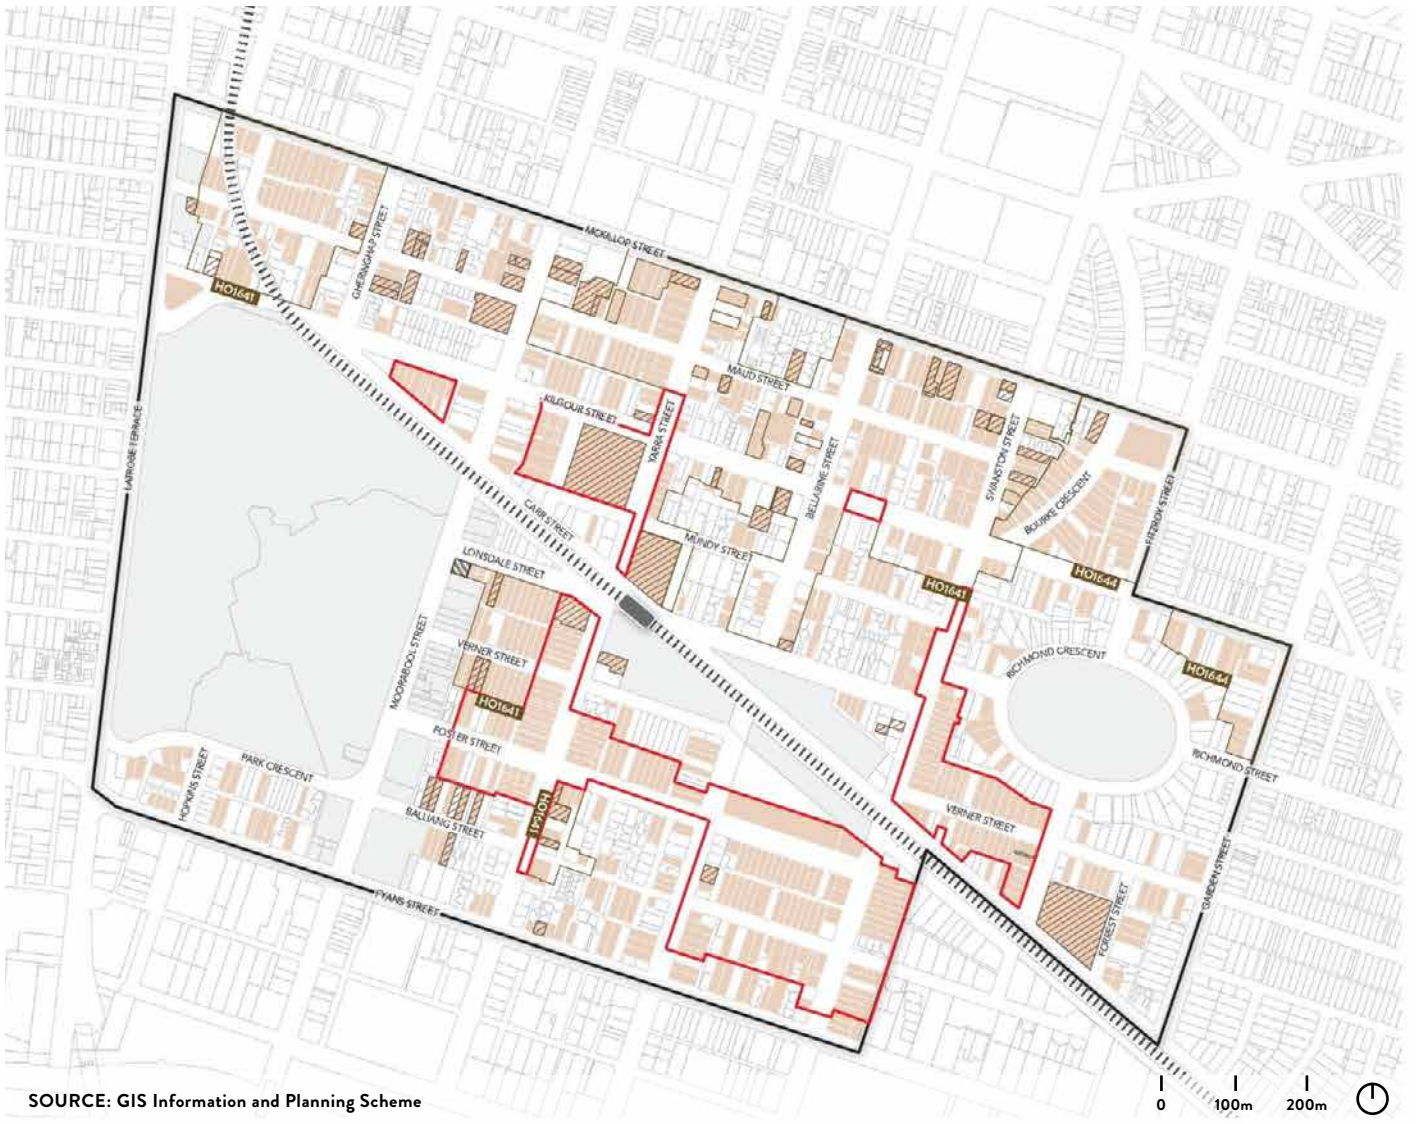 MCKILLOP STREET
GHERINGHAP STREET
HO1641
LATROBE TERRACE
MAUD STREET
KILGOUR STREET
YARRA STREET
BELLARINE STREET
SWANSTON STREET
BOURKE CRESCENT
FITZROY STREET
CARR STREET
MUNDY STREET
LONSDALE STREET
HO1641
HO1644
MOORABOOL STREET
VERNER STREET
RICHMOND CRESCENT
HO1644
HO1641
FOSTER STREET
RICHMOND STREET
PARK CRESCENT
HOPKINS STREET
HO1641
BALLIANG STREET
VERNER STREET
GARDEN STREET
FYANS STREET
FORREST STREET
SOURCE: GIS Information and Planning Scheme
0 100m 200m